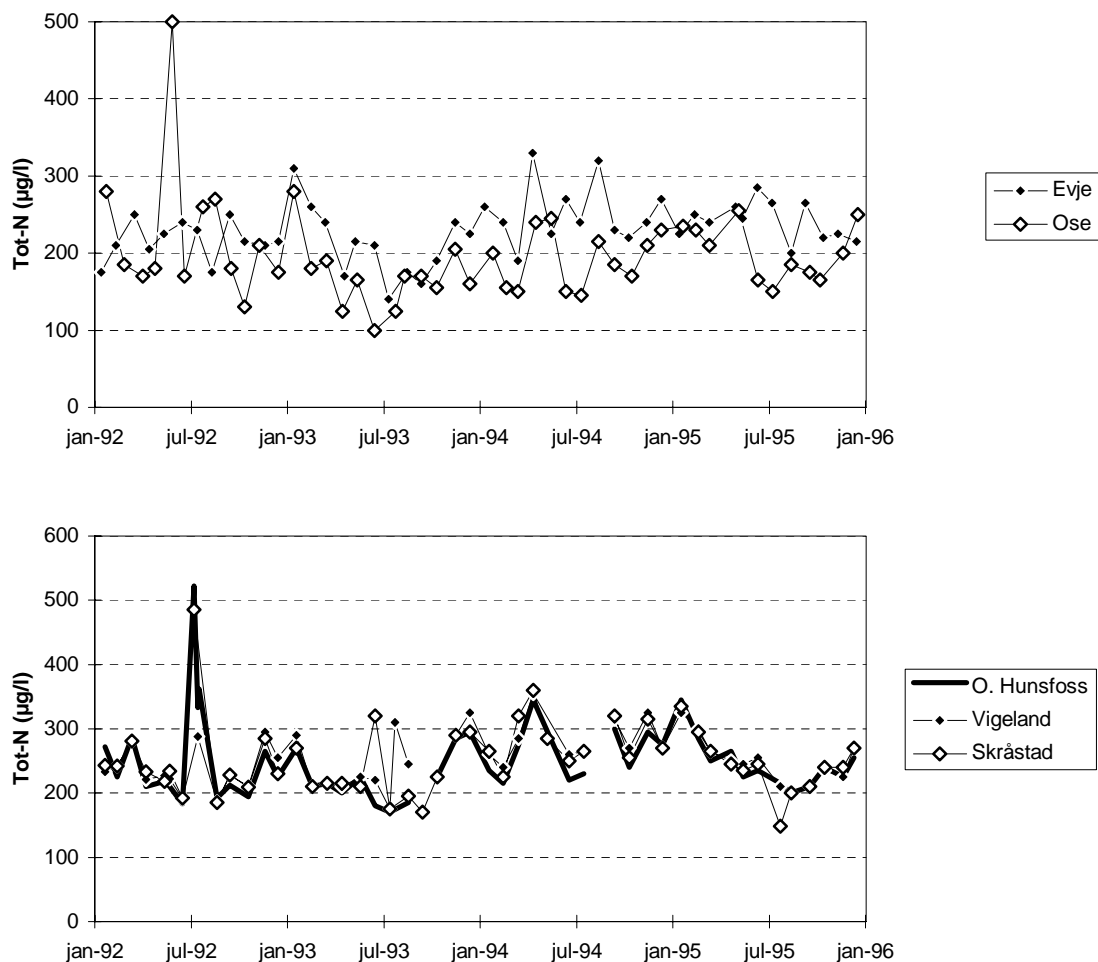 500
400
300
200
100
0
Tot-N (µg/l)
jan-92 jul-92 jan-93 jul-93 jan-94 jul-94 jan-95 jul-95 jan-96
Evje
Ose
600
500
400
300
200
100
0
Tot-N (µg/l)
jan-92 jul-92 jan-93 jul-93 jan-94 jul-94 jan-95 jul-95 jan-96
O. Hunsfoss
Vigeland
Skråstad